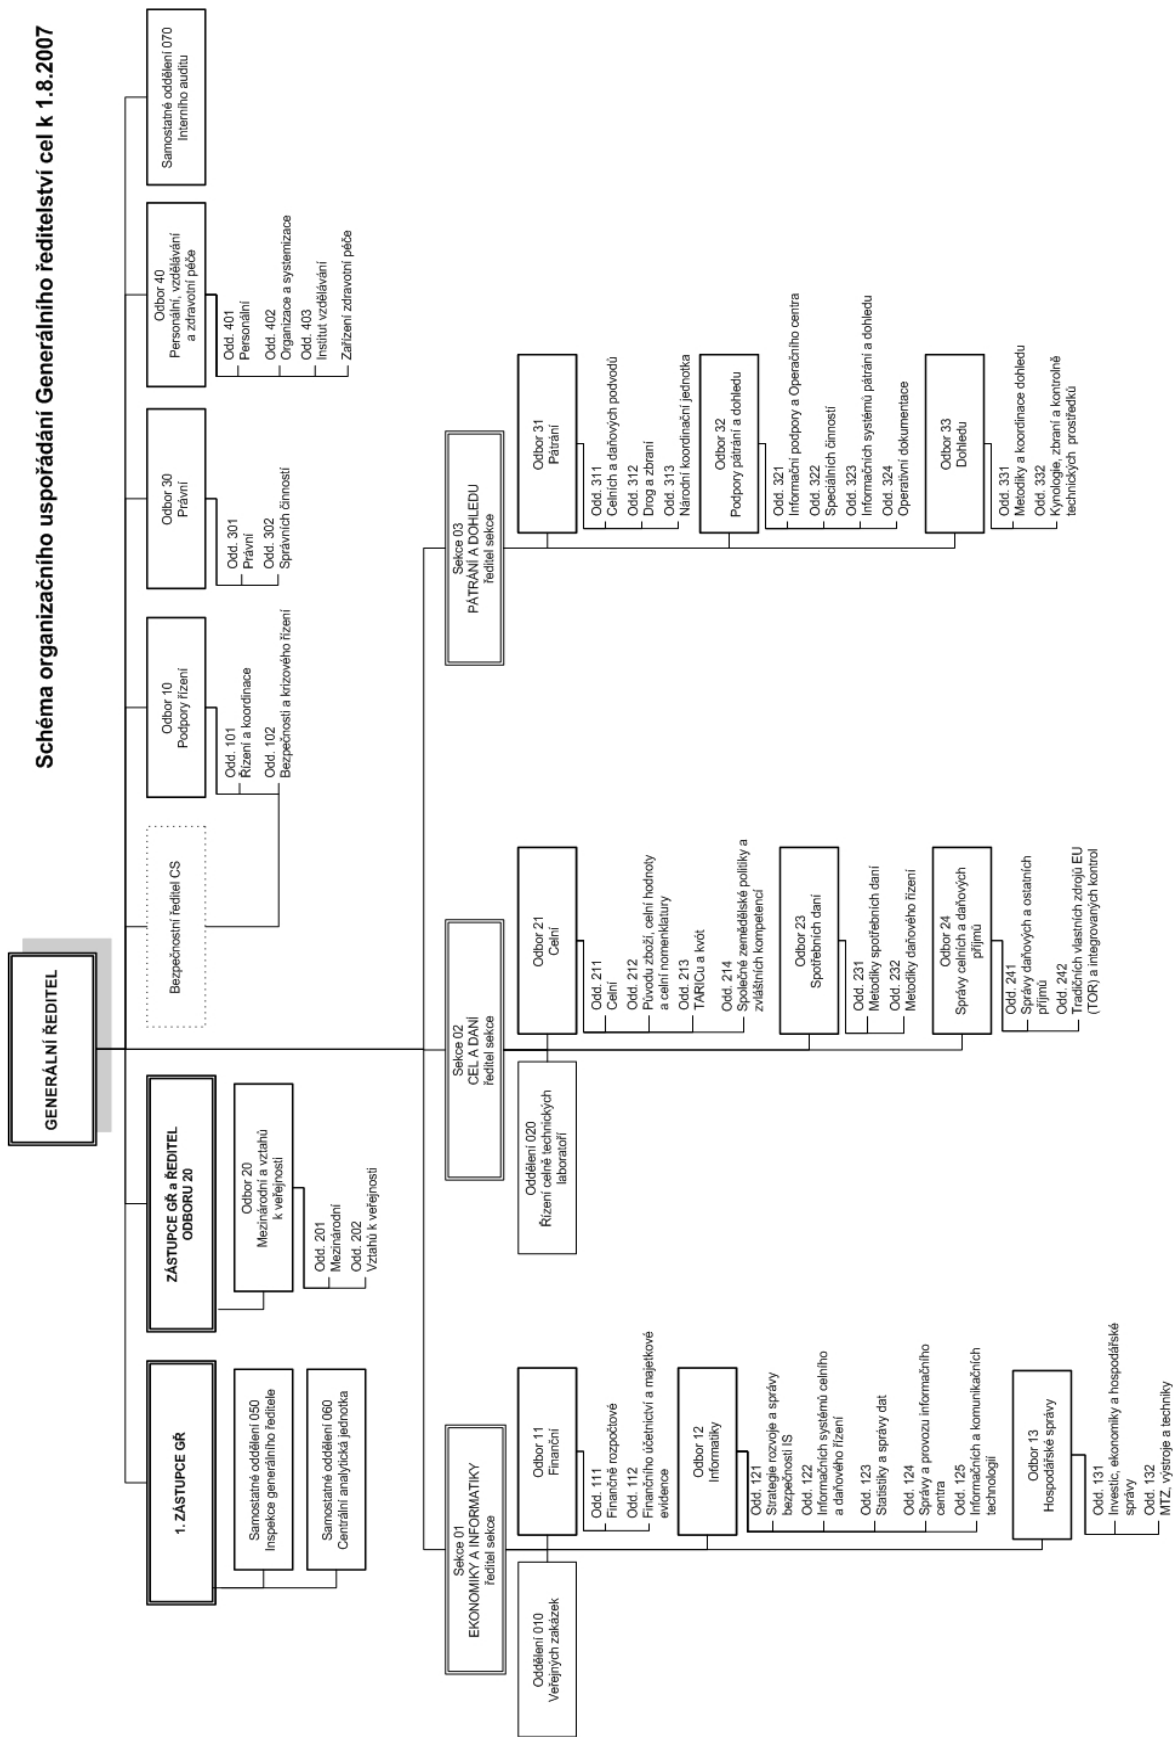 Schéma organizačního uspořádání Generálního ředitelství cel k 1.8.2007
GENERÁLNÍ ŘEDITEL
1. ZÁSTUPCE GŘ
Samostatné oddělení 050
Inspekce generálního ředitele
Samostatné oddělení 060
Centrální analytická jednotka
ZÁSTUPCE GŘ a ŘEDITEL
ODBORU 20
Odbor 20
Mezinárodní a vztahů
k veřejnosti
Odd. 201
Mezinárodní
Odd. 202
Vztahů k veřejnosti
Bezpečnostní ředitel CS
Odbor 10
Podpory řízení
Odd. 101
Řízení a koordinace
Odd. 102
Bezpečnosti a krizového řízení
Odbor 30
Právní
Odd. 301
Právní
Odd. 302
Správních činností
Odbor 40
Personální, vzdělávání
a zdravotní péče
Odd. 401
Personální
Odd. 402
Organizace a systemizace
Odd. 403
Institut vzdělávání
Zařízení zdravotní péče
Samostatné oddělení 070
Interního auditu
Sekce 01
EKONOMIKY A INFORMATIKY
ředitel sekce
Oddělení 010
Veřejných zakázek
Odbor 11
Finanční
Odd. 111
Finančně rozpočtové
Odd. 112
Finančního účetnictví a majetkové
evidence
Odbor 12
Informatiky
Odd. 121
Strategie rozvoje a správy
bezpečnosti IS
Odd. 122
Informačních systémů celního
a daňového řízení
Odd. 123
Statistiky a správy dat
Odd. 124
Správy a provozu informačního
centra
Odd. 125
Informačních a komunikačních
technologií
Odbor 13
Hospodářské správy
Odd. 131
Investic, ekonomiky a hospodářské
správy
Odd. 132
MTZ, výstroje a techniky
Sekce 02
CEL A DANÍ
ředitel sekce
Oddělení 020
Řízení celně technických
laboratoří
Odbor 21
Celní
Odd. 211
Celní
Odd. 212
Původu zboží, celní hodnoty
a celní nomenklatury
Odd. 213
TARICu a kvót
Odd. 214
Společné zemědělské politiky a
zvláštních kompetencí
Odbor 23
Spotřebních daní
Odd. 231
Metodiky spotřebních daní
Odd. 232
Metodiky daňového řízení
Odbor 24
Správy celních a daňových
příjmů
Odd. 241
Správy daňových a ostatních
příjmů
Odd. 242
Tradičních vlastních zdrojů EU
(TOR) a integrovaných kontrol
Sekce 03
PÁTRÁNÍ A DOHLEDU
ředitel sekce
Odbor 31
Pátrání
Odd. 311
Celních a daňových podvodů
Odd. 312
Drog a zbraní
Odd. 313
Národní koordinační jednotka
Odbor 32
Podpory pátrání a dohledu
Odd. 321
Informační podpory a Operačního centra
Odd. 322
Speciálních činností
Odd. 323
Informačních systémů pátrání a dohledu
Odd. 324
Operativní dokumentace
Odbor 33
Dohledu
Odd. 331
Metodiky a koordinace dohledu
Odd. 332
Kynologie, zbraní a kontrolně
technických prostředků